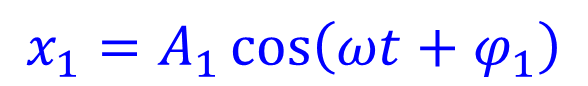 x₁ = A₁ cos(ωt + φ₁)